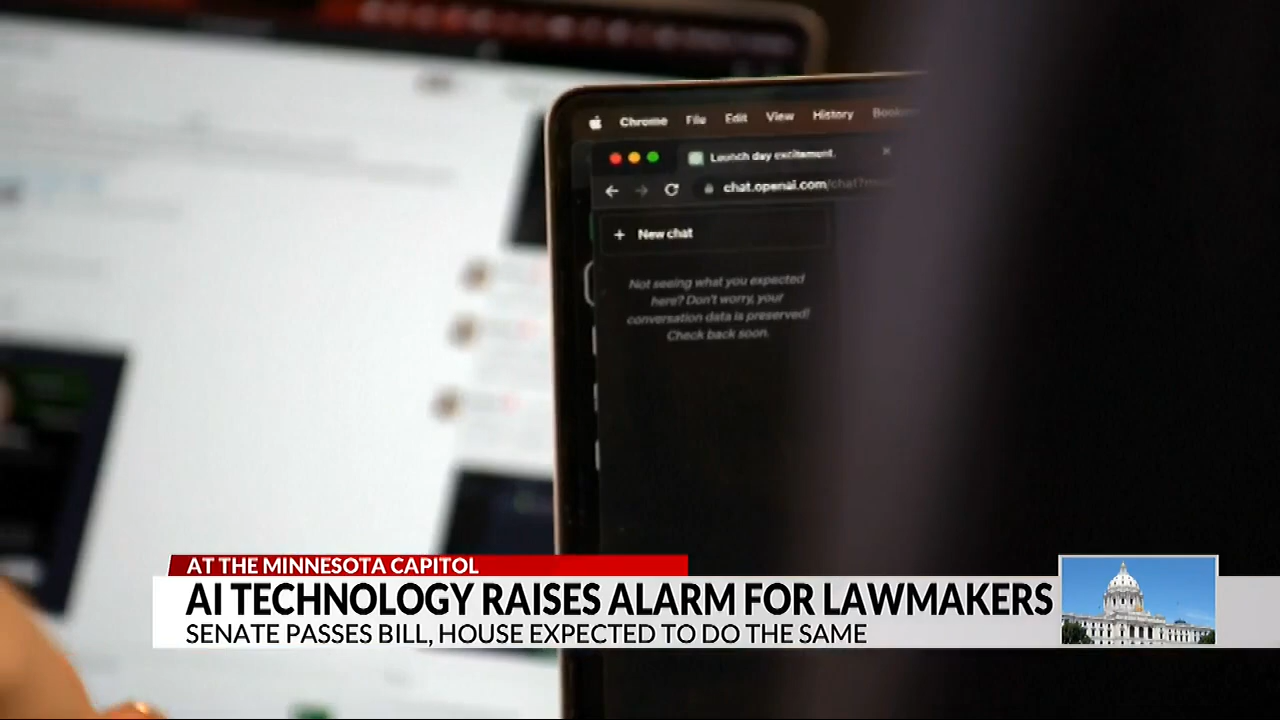 Chrome File Edit View History
Launch day excitement.
chat.openai.com/chat?
+ New chat
Not seeing what you expected
here? Don't worry, your
conversation data is preserved!
Check back soon.
AT THE MINNESOTA CAPITOL
AI TECHNOLOGY RAISES ALARM FOR LAWMAKERS
SENATE PASSES BILL, HOUSE EXPECTED TO DO THE SAME